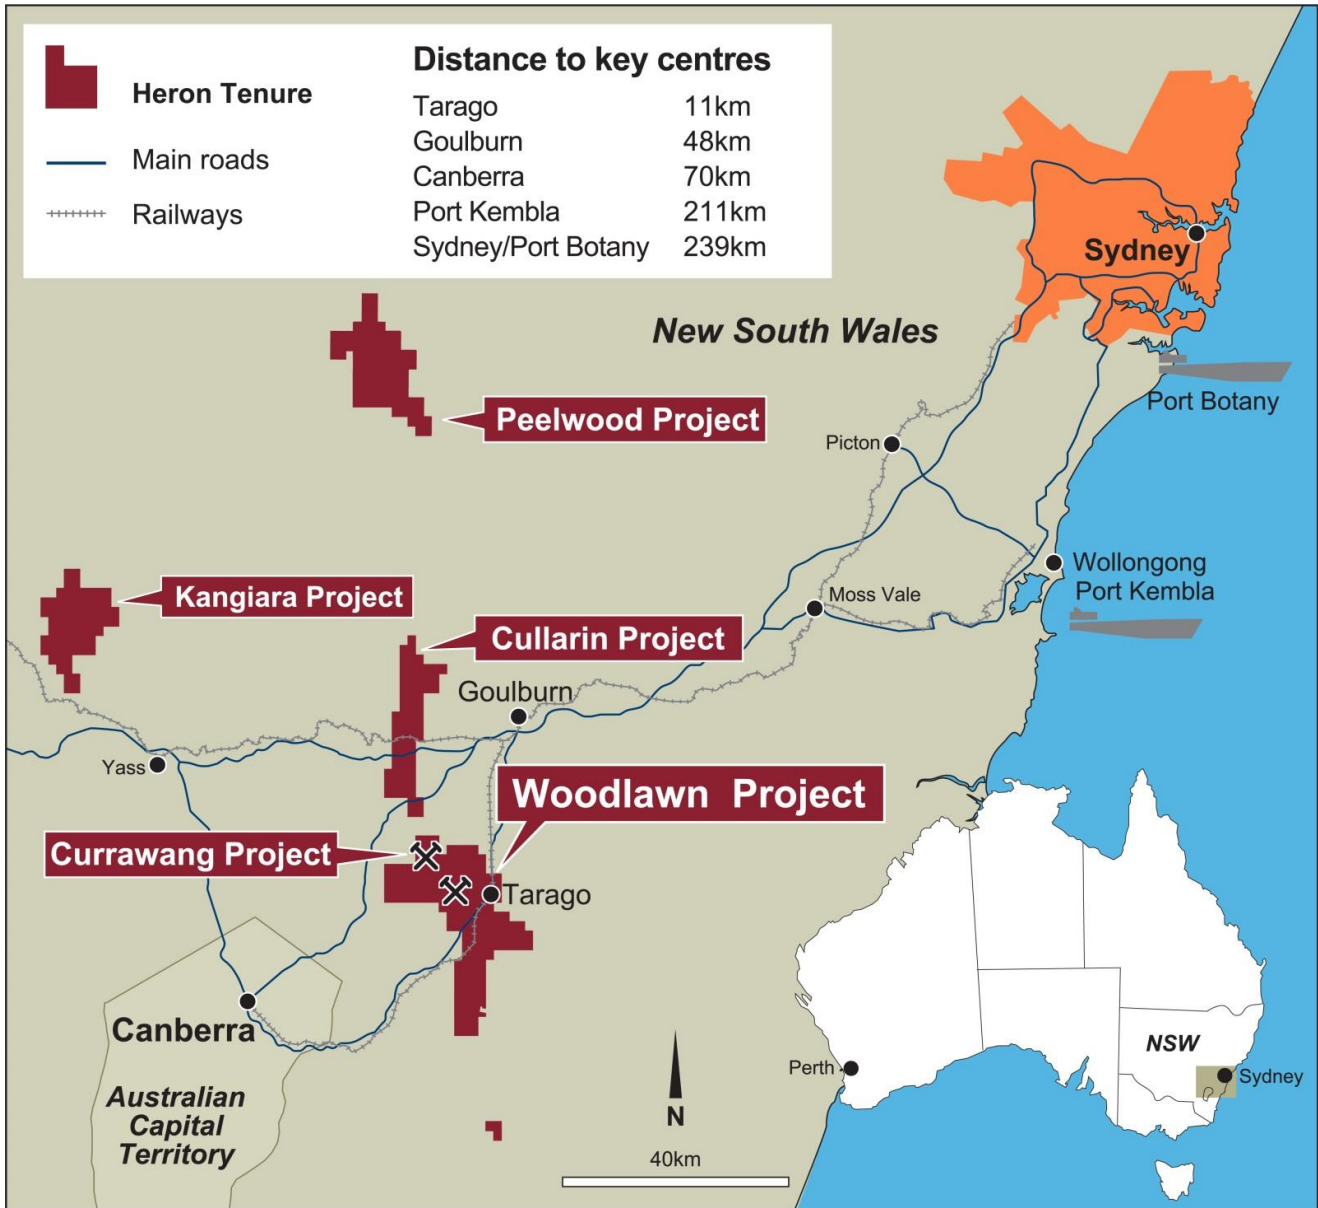 Heron Tenure
Main roads
Railways
Distance to key centres
Tarago 11km
Goulburn 48km
Canberra 70km
Port Kembla 211km
Sydney/Port Botany 239km
Sydney
New South Wales
Port Botany
Peelwood Project
Picton
Wollongong
Port Kembla
Kangiara Project
Moss Vale
Cullarin Project
Goulburn
Yass
Woodlawn Project
Currawang Project
Tarago
Canberra
Australian
Capital
Territory
N
40km
NSW
Perth
Sydney